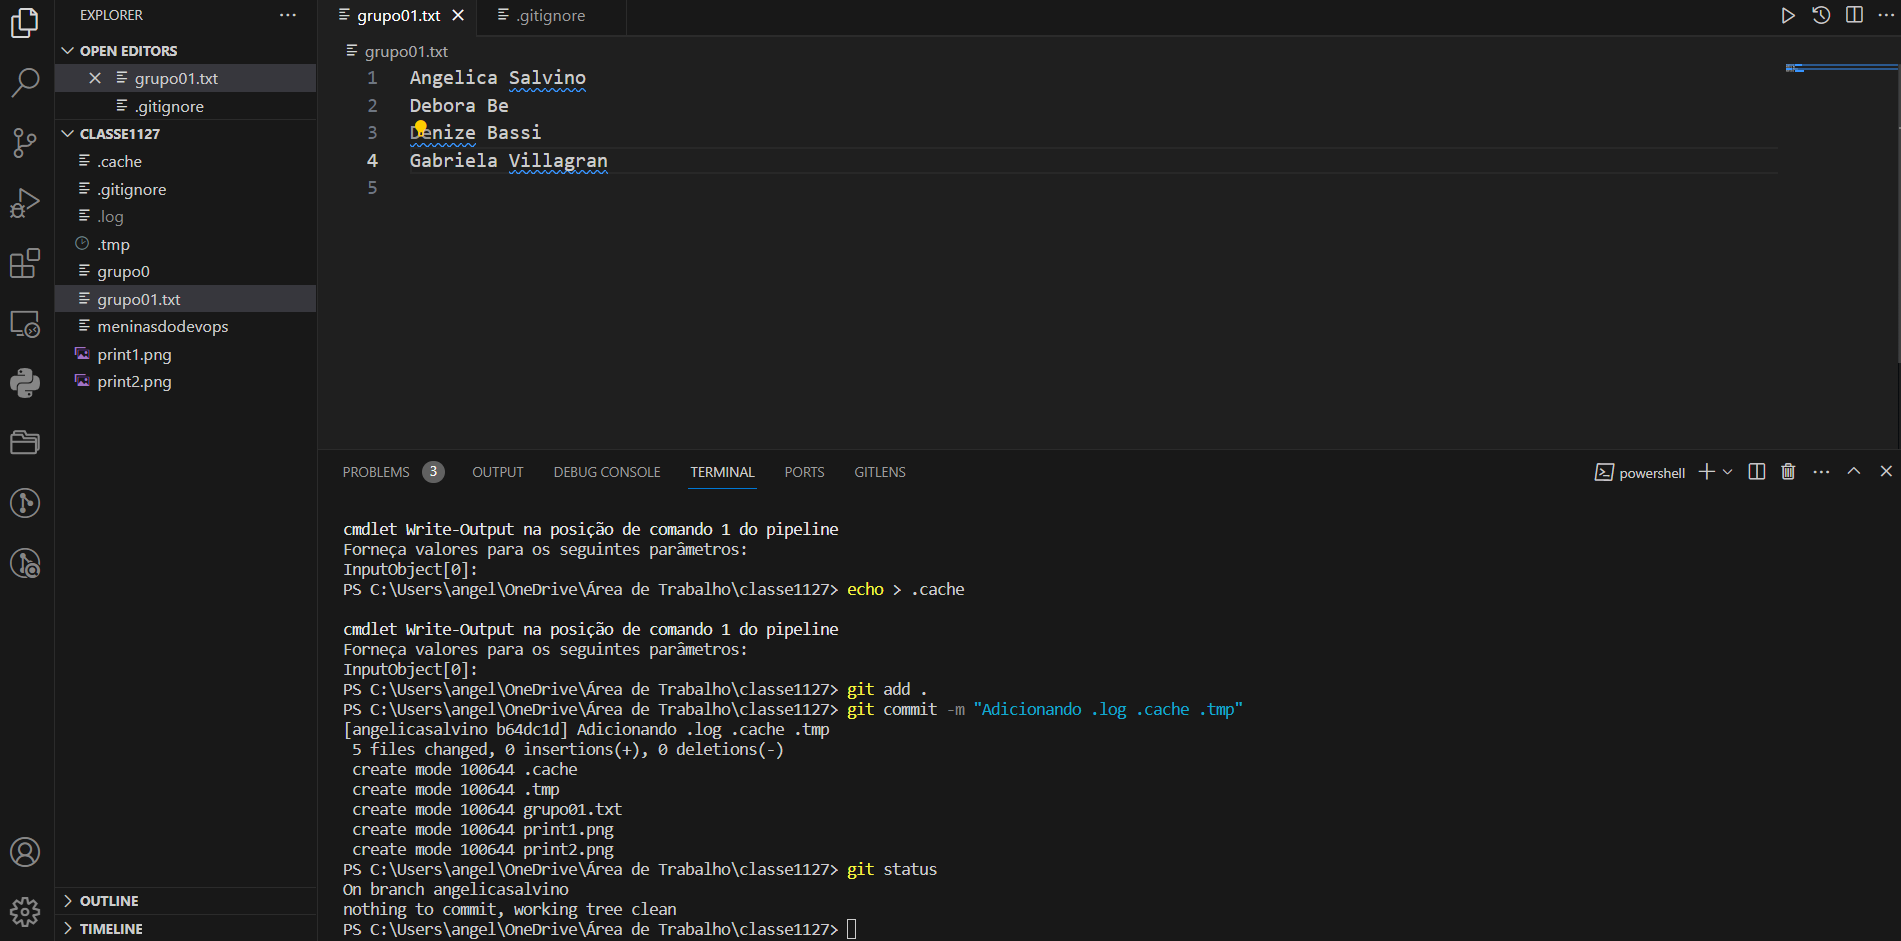 EXPLORER
OPEN EDITORS
grupo01.txt
.gitignore
CLASSE1127
.cache
.gitignore
.log
.tmp
grupo0
grupo01.txt
meninasdodevops
print1.png
print2.png
OUTLINE
TIMELINE
grupo01.txt
.gitignore
grupo01.txt
1 Angelica Salvino
2 Debora Be
3 Denize Bassi
4 Gabriela Villagran
5
PROBLEMS 3 OUTPUT DEBUG CONSOLE TERMINAL PORTS GITLENS
powershell
cmdlet Write-Output na posição de comando 1 do pipeline
Forneça valores para os seguintes parâmetros:
InputObject[0]:
PS C:\Users\angel\OneDrive\Área de Trabalho\classe1127> echo > .cache
cmdlet Write-Output na posição de comando 1 do pipeline
Forneça valores para os seguintes parâmetros:
InputObject[0]:
PS C:\Users\angel\OneDrive\Área de Trabalho\classe1127> git add .
PS C:\Users\angel\OneDrive\Área de Trabalho\classe1127> git commit -m "Adicionando .log .cache .tmp"
[angelicasalvino b64dc1d] Adicionando .log .cache .tmp
5 files changed, 0 insertions(+), 0 deletions(-)
create mode 100644 .cache
create mode 100644 .tmp
create mode 100644 grupo01.txt
create mode 100644 print1.png
create mode 100644 print2.png
PS C:\Users\angel\OneDrive\Área de Trabalho\classe1127> git status
On branch angelicasalvino
nothing to commit, working tree clean
PS C:\Users\angel\OneDrive\Área de Trabalho\classe1127>